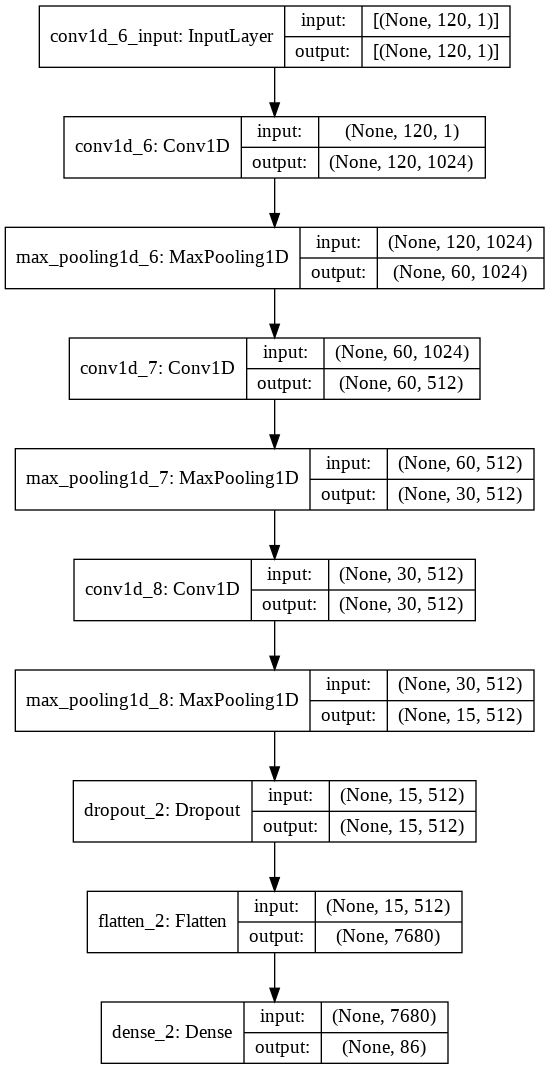 conv1d_6_input: InputLayer
input: [(None, 120, 1)]
output: [(None, 120, 1)]
conv1d_6: Conv1D
input: (None, 120, 1)
output: (None, 120, 1024)
max_pooling1d_6: MaxPooling1D
input: (None, 120, 1024)
output: (None, 60, 1024)
conv1d_7: Conv1D
input: (None, 60, 1024)
output: (None, 60, 512)
max_pooling1d_7: MaxPooling1D
input: (None, 60, 512)
output: (None, 30, 512)
conv1d_8: Conv1D
input: (None, 30, 512)
output: (None, 30, 512)
max_pooling1d_8: MaxPooling1D
input: (None, 30, 512)
output: (None, 15, 512)
dropout_2: Dropout
input: (None, 15, 512)
output: (None, 15, 512)
flatten_2: Flatten
input: (None, 15, 512)
output: (None, 7680)
dense_2: Dense
input: (None, 7680)
output: (None, 86)